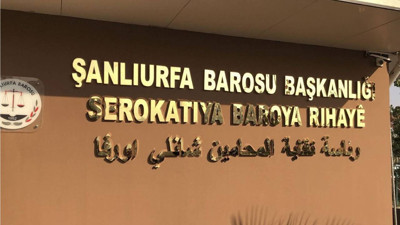 ŞANLIURFA BAROSU BAŞKANLIĞI
SEROKATIYA BAROYA RIHAYÊ
رئاسة نقابة المحامين شانلي اورفا